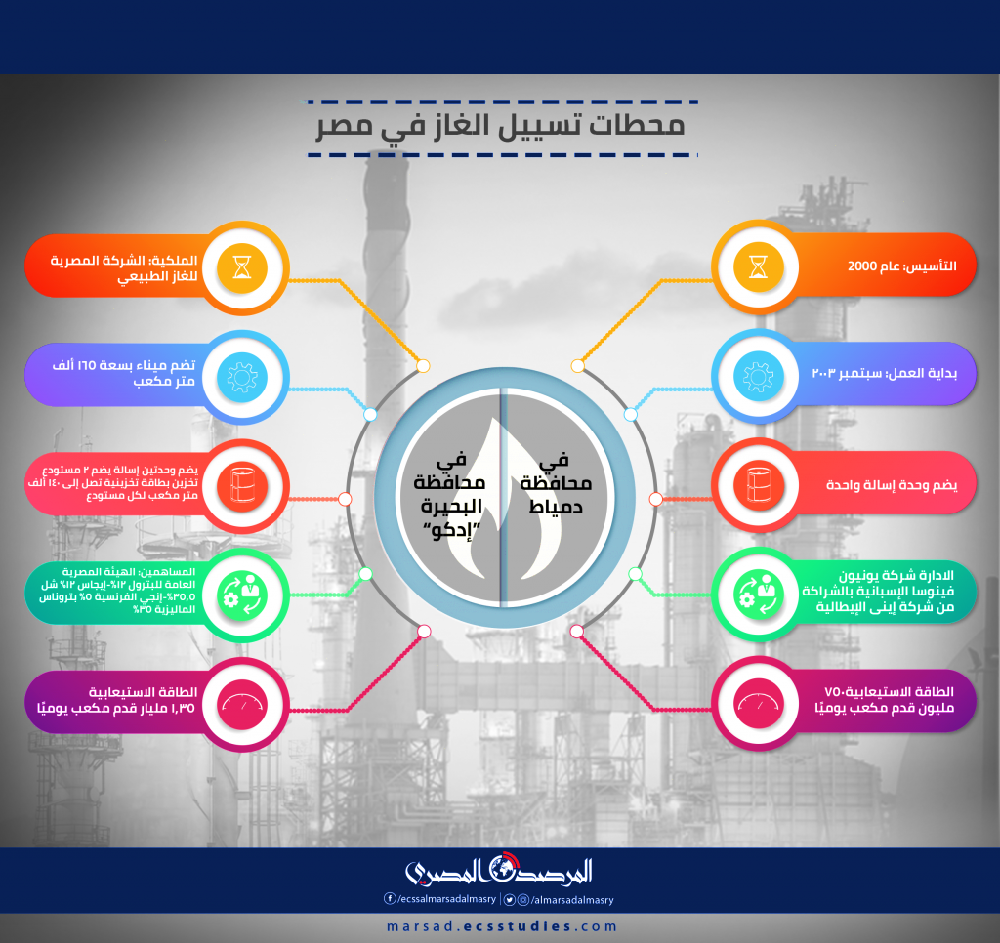 محطات تسييل الغاز في مصر
التأسيس: عام 2000
بداية العمل: سبتمبر ٢٠٠٣
يضم وحدة إسالة واحدة
الادارة شركة يونيون
فينوسا الإسبانية بالشراكة
من شركة إينى الإيطالية
الطاقة الاستيعابية٧٥٠
مليون قدم مكعب يوميًا
في
محافظة
دمياط
في
محافظة
البحيرة
”إدكو“
الملكية: الشركة المصرية
للغاز الطبيعي
تضم ميناء بسعة ١٦٥ ألف
متر مكعب
يضم وحدتين إسالة يضم ٢ مستودع
تخزين بطاقة تخزينية تصل إلى ١٤٠ ألف
متر مكعب لكل مستودع
المساهمين: الهيئة المصرية
العامة للبترول ١٢%-إيجاس ١٢% شل
٣٥,٥%-إنجي الفرنسية ٥% بتروناس
الماليزية ٣٥%
الطاقة الاستيعابية
١,٣٥ مليار قدم مكعب يوميًا
المرصد المصري
/ecssalmarsadalmasry | /almarsadalmasry
marsad.ecsstudies.com